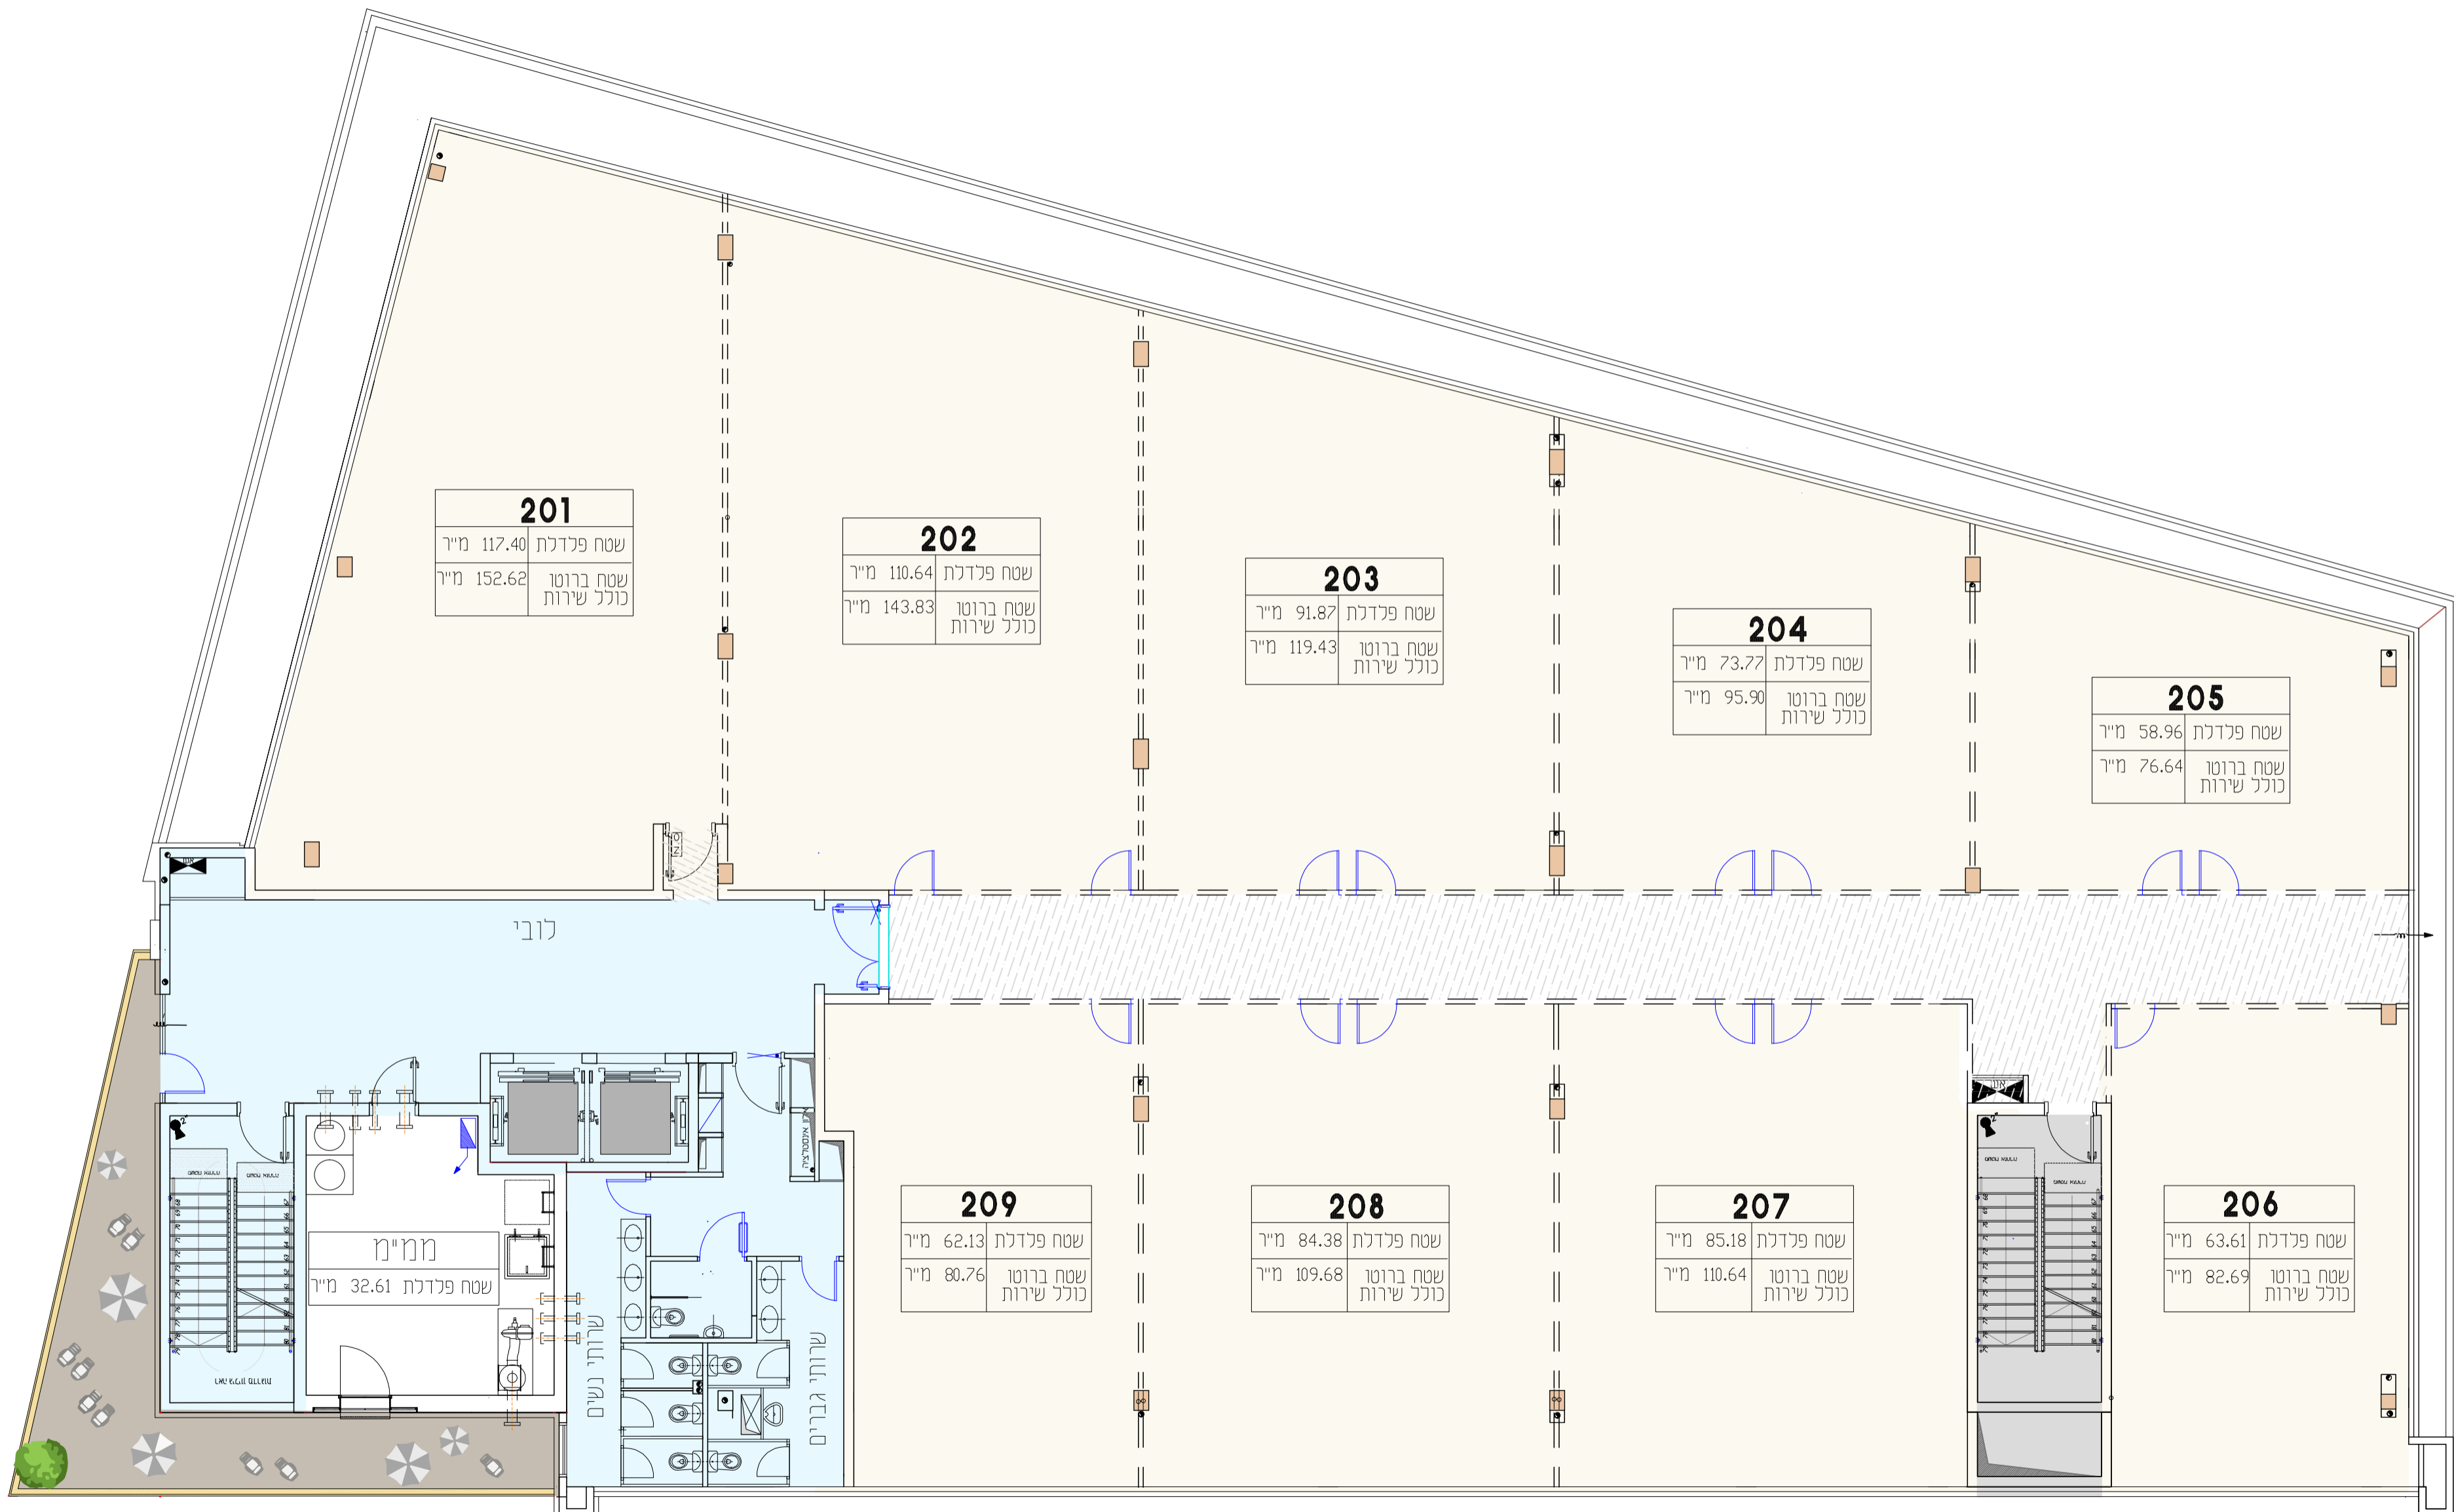 201
שטח פלדלת 117.40 מ"ר
שטח ברוטו 152.62 מ"ר
כולל שירות
202
שטח פלדלת 110.64 מ"ר
שטח ברוטו 143.83 מ"ר
כולל שירות
203
שטח פלדלת 91.87 מ"ר
שטח ברוטו 119.43 מ"ר
כולל שירות
204
שטח פלדלת 73.77 מ"ר
שטח ברוטו 95.90 מ"ר
כולל שירות
205
שטח פלדלת 58.96 מ"ר
שטח ברוטו 76.64 מ"ר
כולל שירות
לובי
209
שטח פלדלת 62.13 מ"ר
שטח ברוטו 80.76 מ"ר
כולל שירות
208
שטח פלדלת 84.38 מ"ר
שטח ברוטו 109.68 מ"ר
כולל שירות
207
שטח פלדלת 85.18 מ"ר
שטח ברוטו 110.64 מ"ר
כולל שירות
206
שטח פלדלת 63.61 מ"ר
שטח ברוטו 82.69 מ"ר
כולל שירות
ממ"מ
שטח פלדלת 32.61 מ"ר
שרותי נשים
שרותי גברים
אינסטלציה